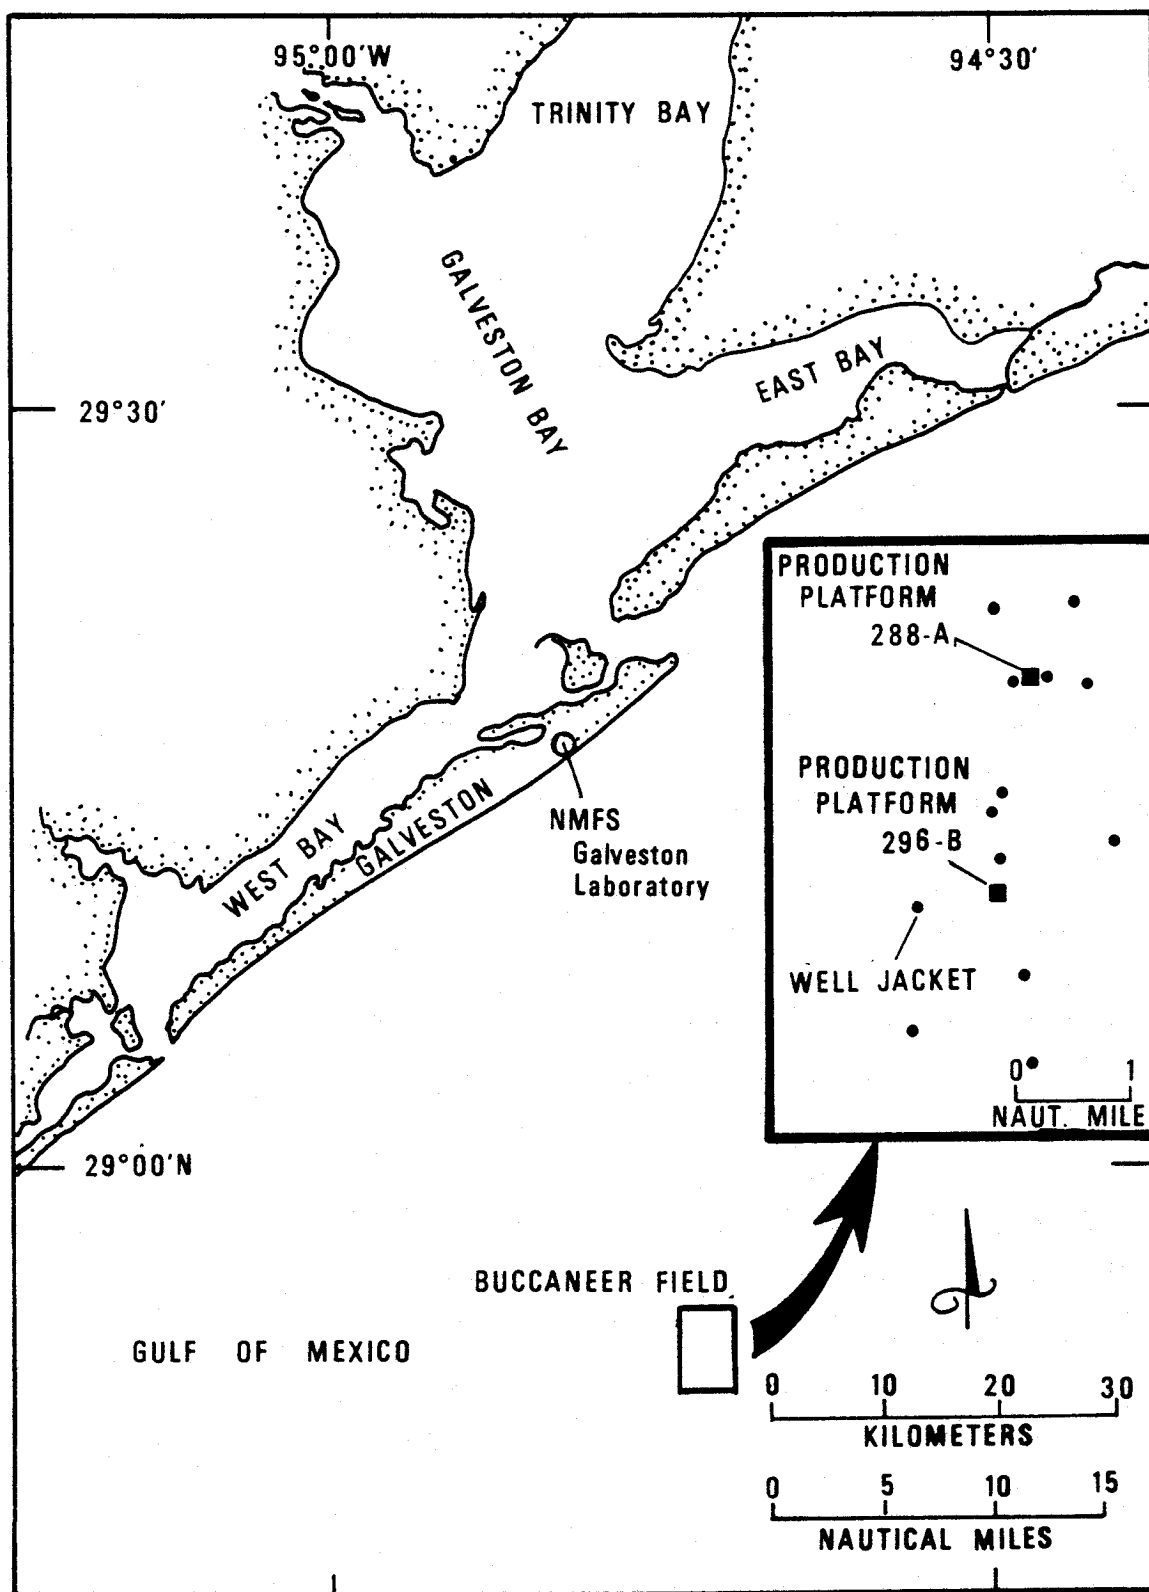 95°00'W
94°30'
TRINITY BAY
GALVESTON BAY
EAST BAY
29°30'
PRODUCTION
PLATFORM
288-A
PRODUCTION
PLATFORM
296-B
WELL JACKET
0 1
NAUT. MILE
NMFS
Galveston
Laboratory
WEST BAY
GALVESTON
29°00'N
BUCCANEER FIELD
GULF OF MEXICO
0 10 20 30
KILOMETERS
0 5 10 15
NAUTICAL MILES